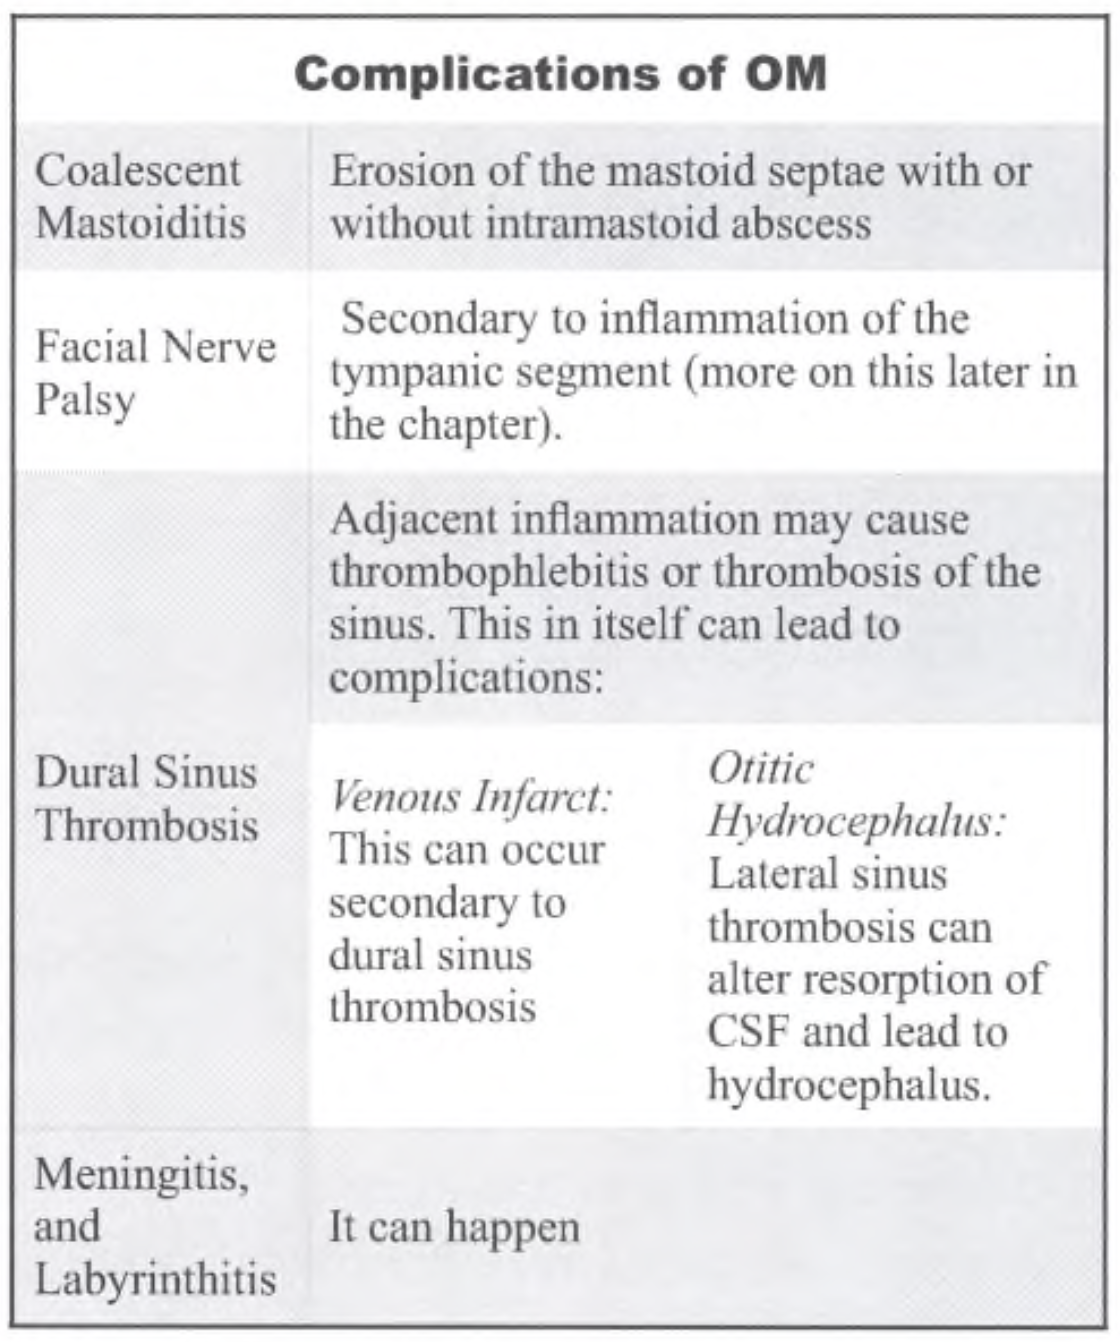 Complications of OM
Coalescent
Mastoiditis
Erosion of the mastoid septae with or
without intramastoid abscess
Facial Nerve
Palsy
Secondary to inflammation of the
tympanic segment (more on this later in
the chapter).
Dural Sinus
Thrombosis
Adjacent inflammation may cause
thrombophlebitis or thrombosis of the
sinus. This in itself can lead to
complications:
Venous Infarct:
This can occur
secondary to
dural sinus
thrombosis
Otitic
Hydrocephalus:
Lateral sinus
thrombosis can
alter resorption of
CSF and lead to
hydrocephalus.
Meningitis,
and
Labyrinthitis
It can happen